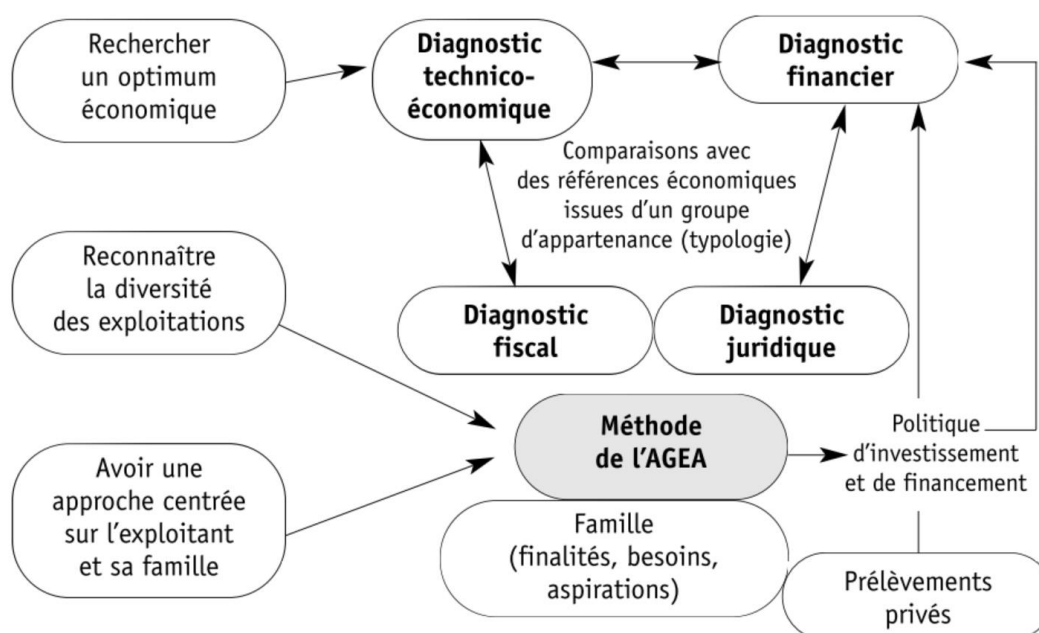 Rechercher
un optimum
économique
Diagnostic
technico-
économique
Diagnostic
financier
Comparaisons avec
des références économiques
issues d'un groupe
d'appartenance (typologie)
Reconnaître
la diversité
des exploitations
Diagnostic
fiscal
Diagnostic
juridique
Méthode
de l'AGEA
Politique
d'investissement
et de financement
Avoir une
approche centrée
sur l'exploitant
et sa famille
Famille
(finalités, besoins,
aspirations)
Prélèvements
privés